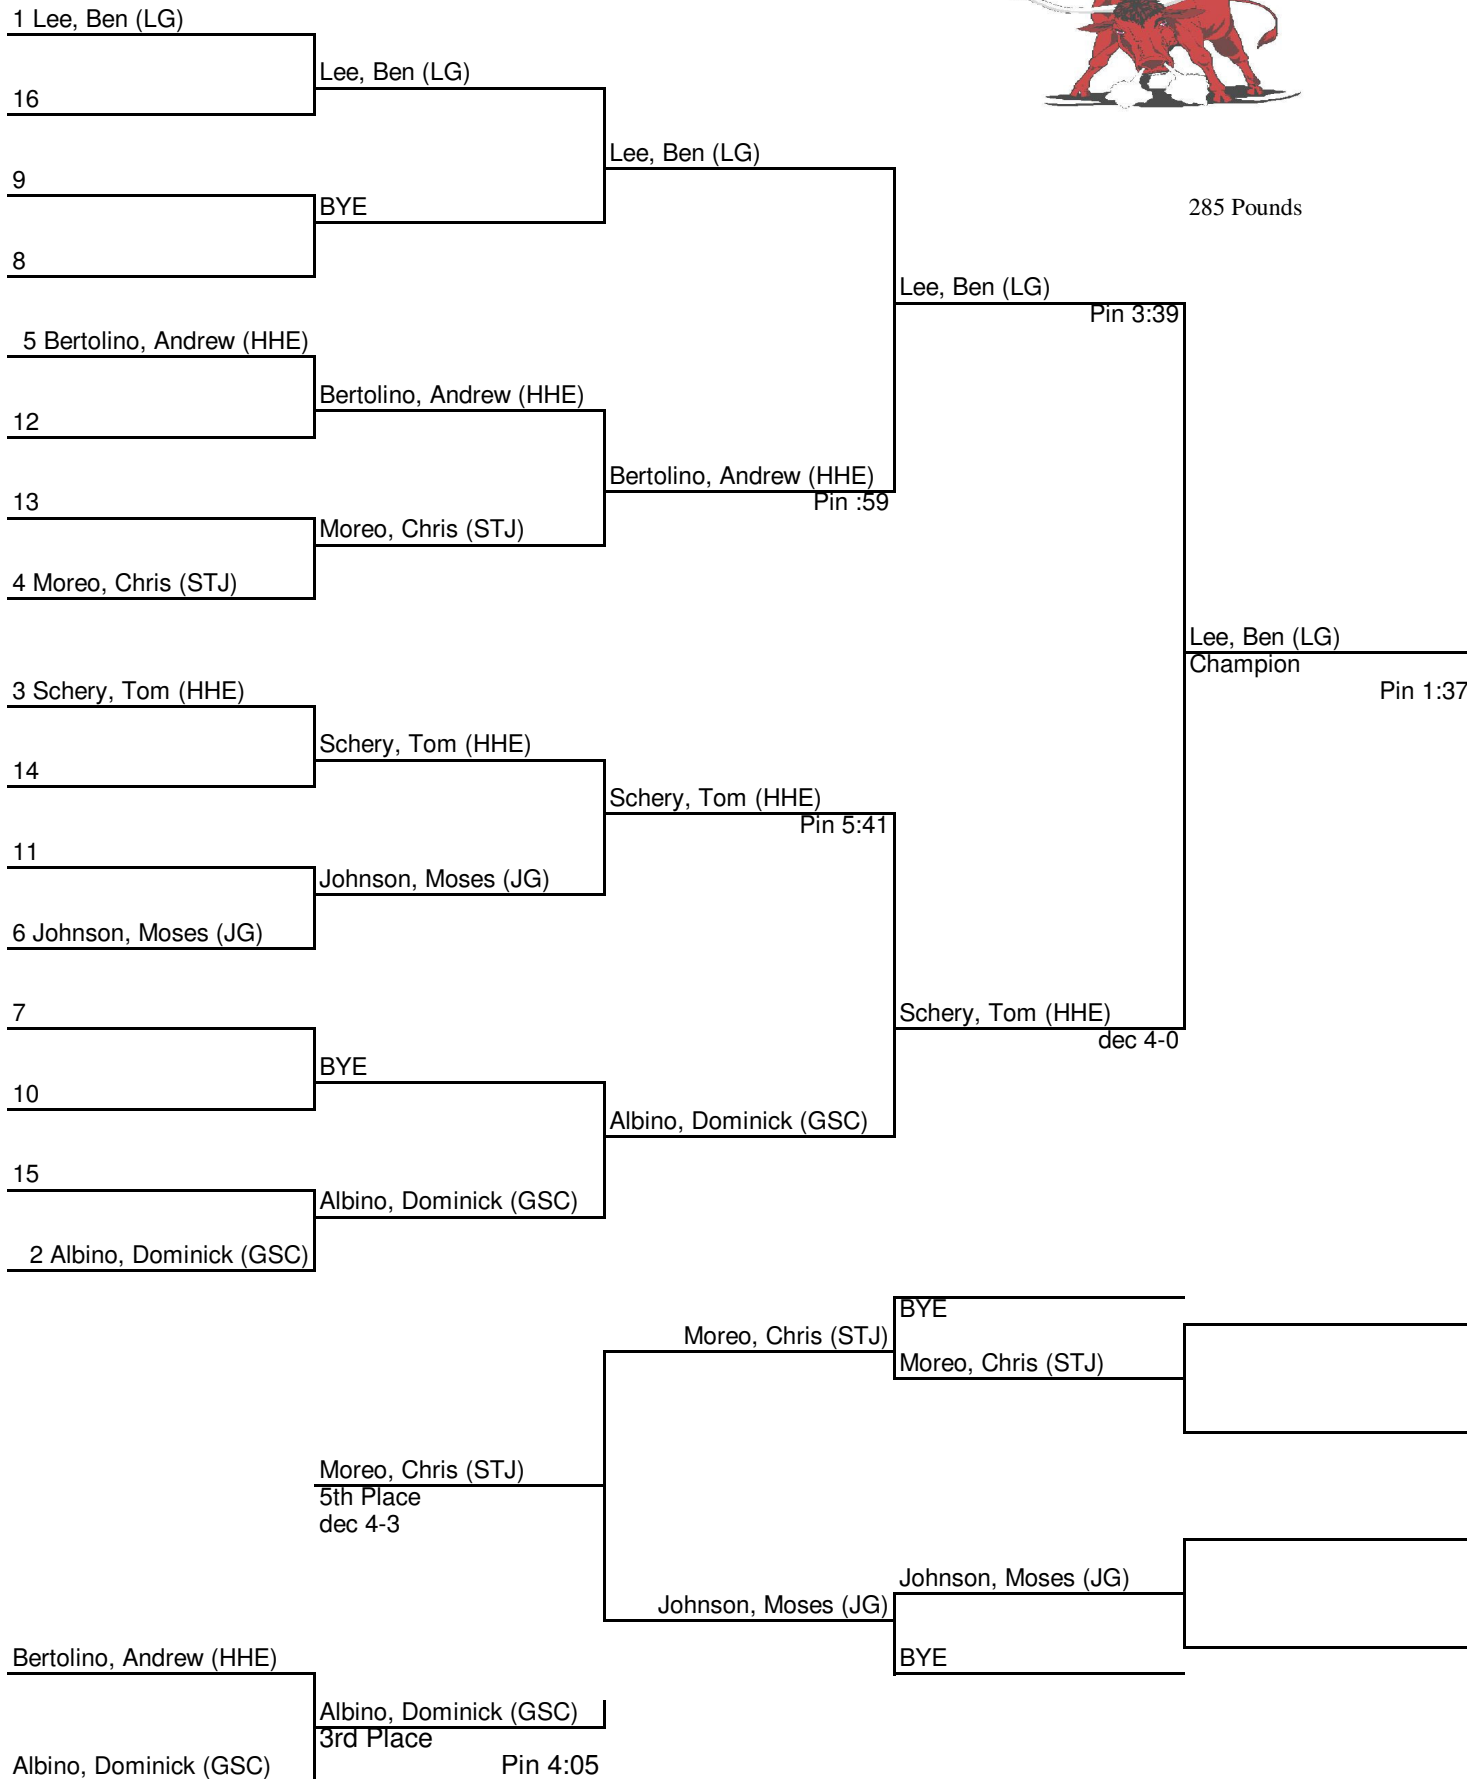 1 Lee, Ben (LG)
Lee, Ben (LG)
16
Lee, Ben (LG)
9
BYE
285 Pounds
8
Lee, Ben (LG)
Pin 3:39
5 Bertolino, Andrew (HHE)
Bertolino, Andrew (HHE)
12
Bertolino, Andrew (HHE)
Pin :59
13
Moreo, Chris (STJ)
4 Moreo, Chris (STJ)
Lee, Ben (LG)
Champion
Pin 1:37
3 Schery, Tom (HHE)
Schery, Tom (HHE)
14
Schery, Tom (HHE)
Pin 5:41
11
Johnson, Moses (JG)
6 Johnson, Moses (JG)
7
Schery, Tom (HHE)
dec 4-0
BYE
10
Albino, Dominick (GSC)
15
Albino, Dominick (GSC)
2 Albino, Dominick (GSC)
BYE
Moreo, Chris (STJ)
Moreo, Chris (STJ)
Moreo, Chris (STJ)
5th Place
dec 4-3
Johnson, Moses (JG)
Johnson, Moses (JG)
BYE
Bertolino, Andrew (HHE)
Albino, Dominick (GSC)
3rd Place
Albino, Dominick (GSC)
Pin 4:05